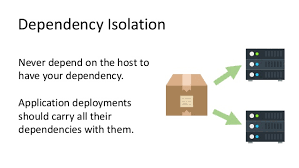 Dependency Isolation
Never depend on the host to
have your dependency.
Application deployments
should carry all their
dependencies with them.